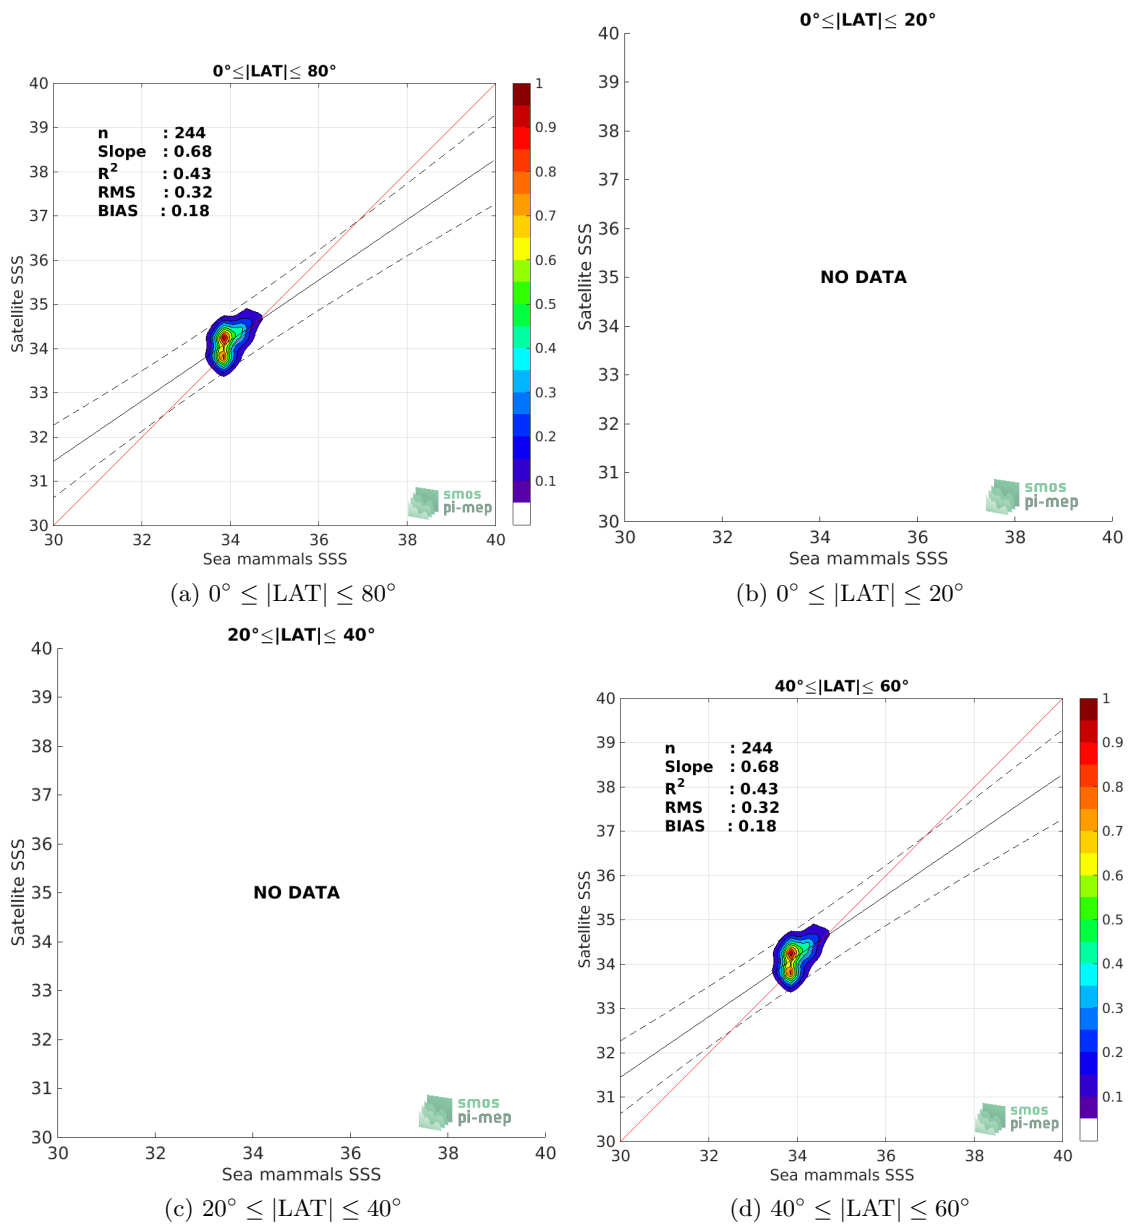 0°≤|LAT|≤ 80°
40
39
38
37
36
35
34
33
32
31
30
Satellite SSS
n : 244
Slope : 0.68
R² : 0.43
RMS : 0.32
BIAS : 0.18
smos
pi-mep
30 32 34 36 38 40
Sea mammals SSS
1
0.9
0.8
0.7
0.6
0.5
0.4
0.3
0.2
0.1
(a) 0° ≤ |LAT| ≤ 80°
0°≤|LAT|≤ 20°
40
39
38
37
36
35
34
33
32
31
30
Satellite SSS
NO DATA
smos
pi-mep
30 32 34 36 38 40
Sea mammals SSS
(b) 0° ≤ |LAT| ≤ 20°
20°≤|LAT|≤ 40°
40
39
38
37
36
35
34
33
32
31
30
Satellite SSS
NO DATA
smos
pi-mep
30 32 34 36 38 40
Sea mammals SSS
(c) 20° ≤ |LAT| ≤ 40°
40°≤|LAT|≤ 60°
40
39
38
37
36
35
34
33
32
31
30
Satellite SSS
n : 244
Slope : 0.68
R² : 0.43
RMS : 0.32
BIAS : 0.18
smos
pi-mep
30 32 34 36 38 40
Sea mammals SSS
1
0.9
0.8
0.7
0.6
0.5
0.4
0.3
0.2
0.1
(d) 40° ≤ |LAT| ≤ 60°